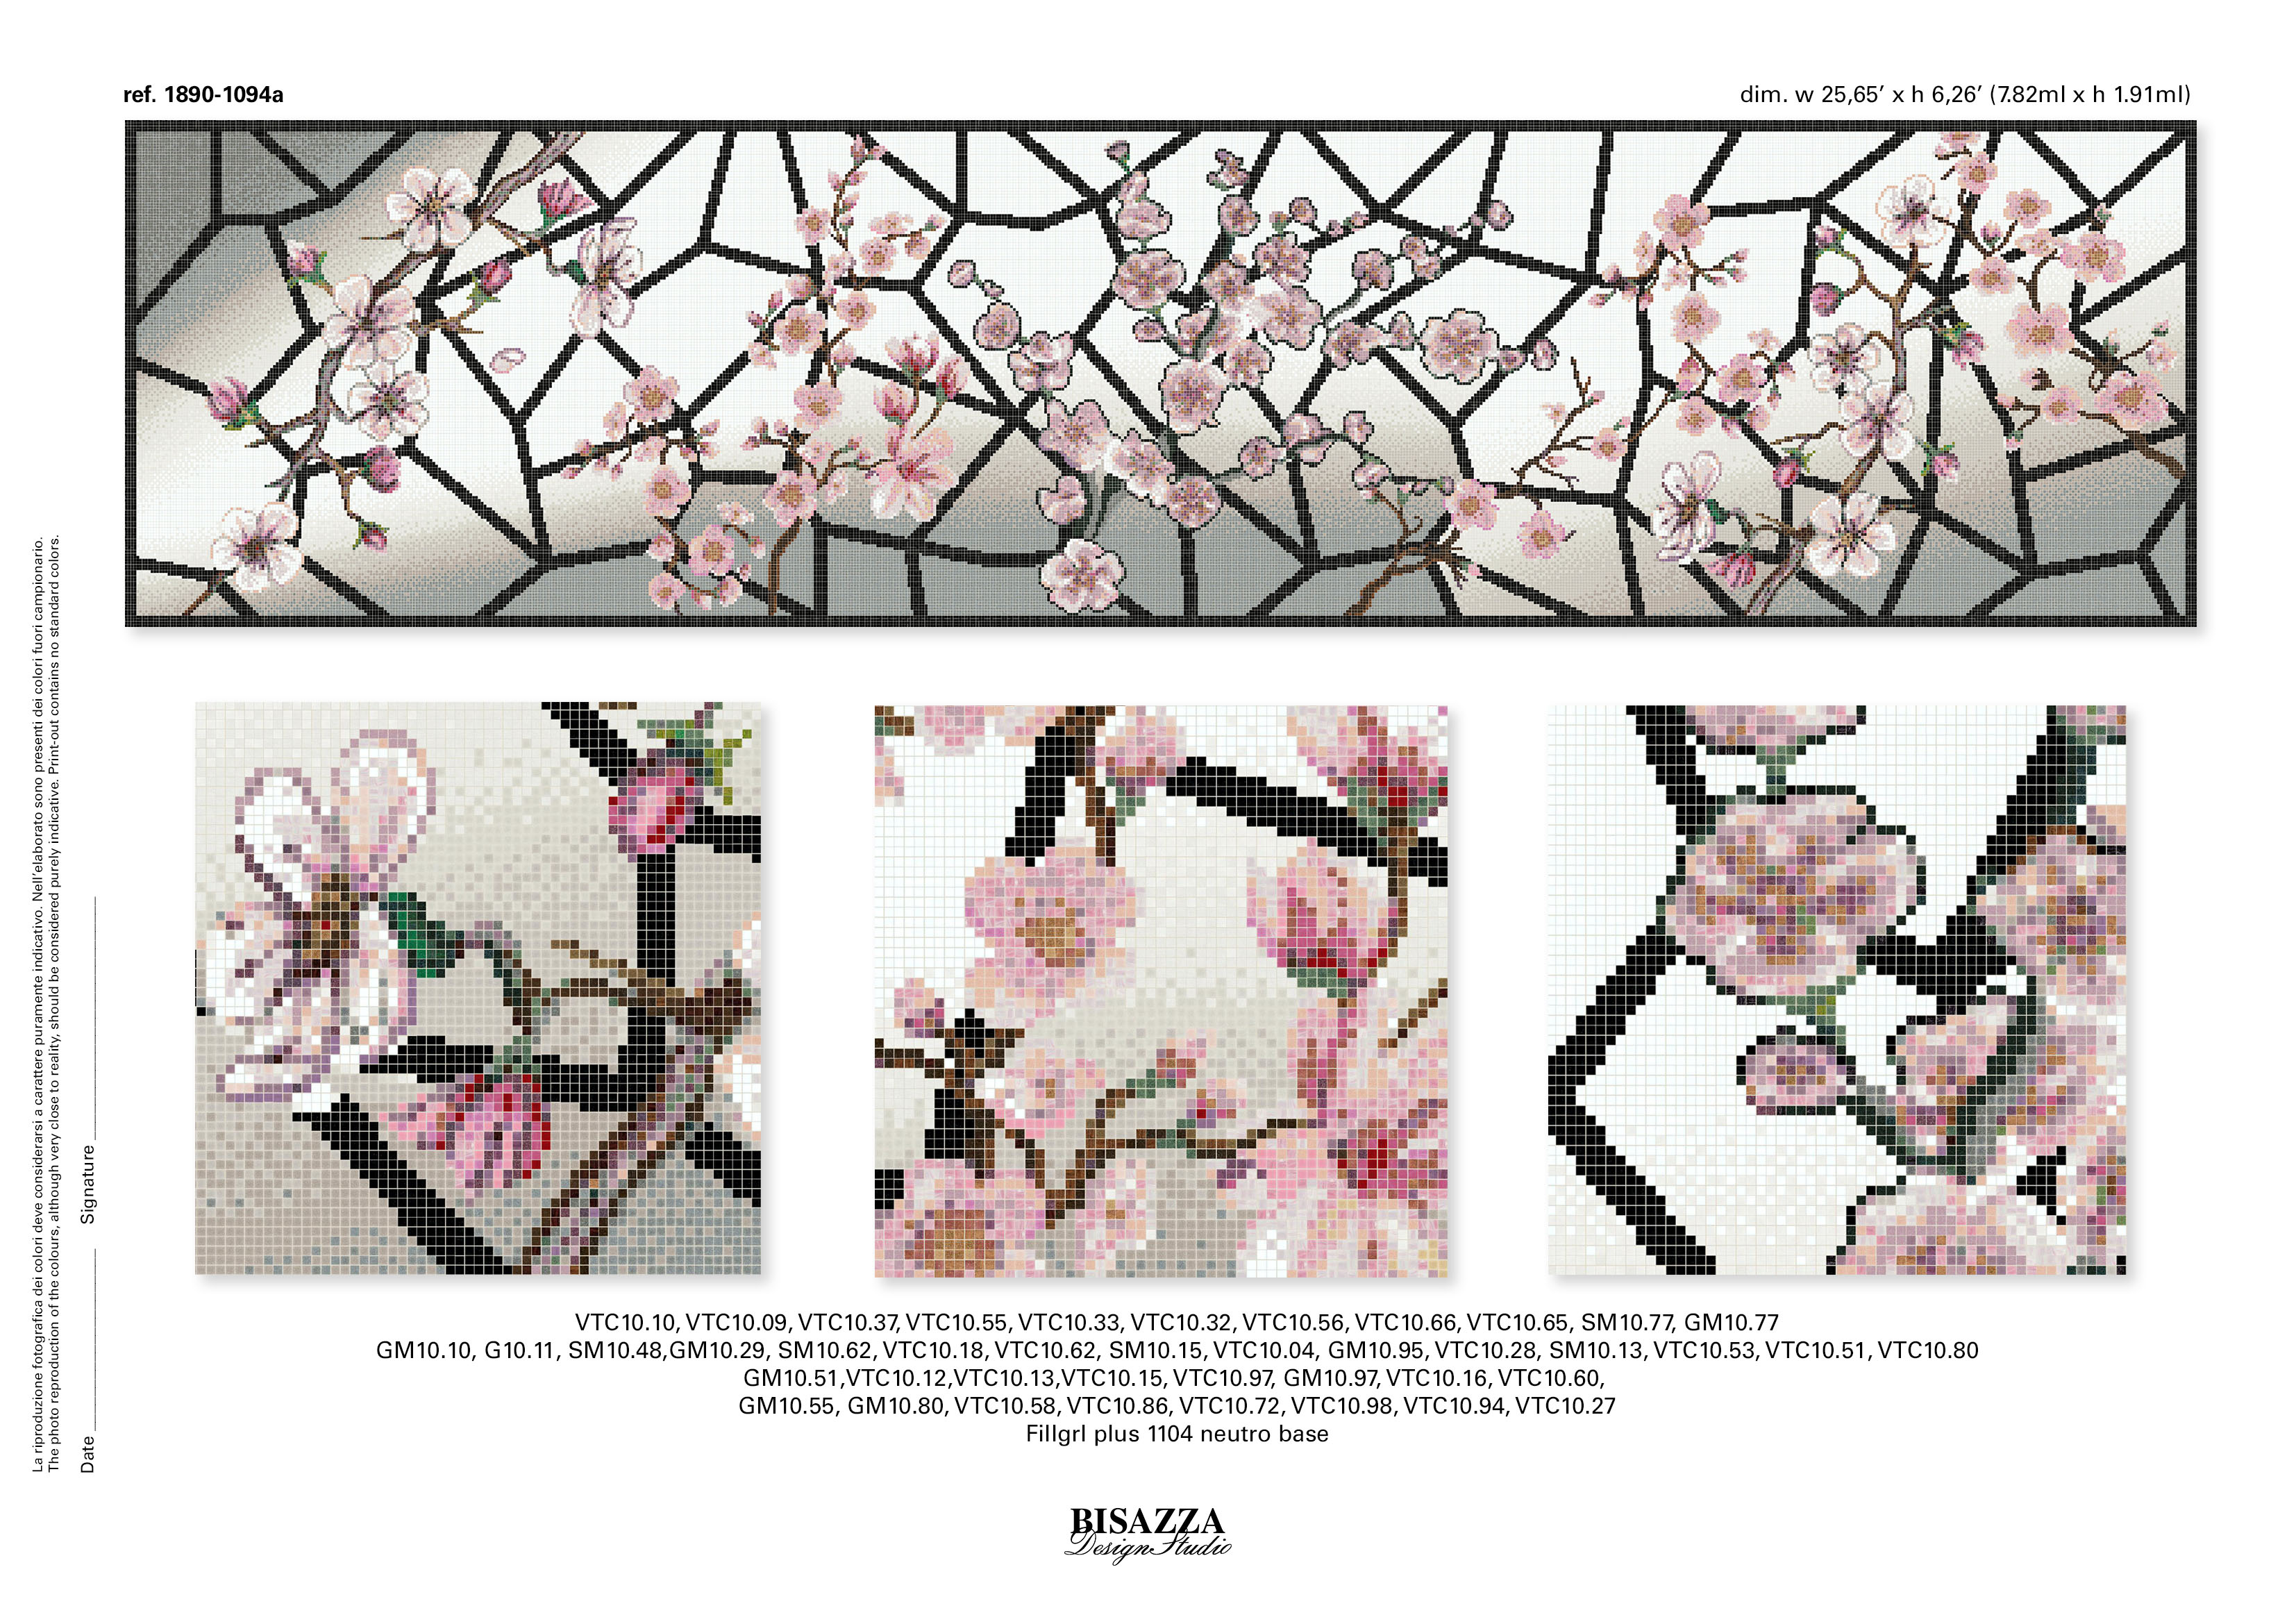 ref. 1890-1094a
dim. w 25,65’ x h 6,26’ (7.82ml x h 1.91ml)
La riproduzione fotografica dei colori deve considerarsi a carattere puramente indicativo. Nell'elaborato sono presenti dei colori fuori campionario.
The photo reproduction of the colours, although very close to reality, should be considered purely indicative. Print-out contains no standard colors.
Date ____________ Signature ____________
VTC10.10, VTC10.09, VTC10.37, VTC10.55, VTC10.33, VTC10.32, VTC10.56, VTC10.66, VTC10.65, SM10.77, GM10.77
GM10.10, G10.11, SM10.48,GM10.29, SM10.62, VTC10.18, VTC10.62, SM10.15, VTC10.04, GM10.95, VTC10.28, SM10.13, VTC10.53, VTC10.51, VTC10.80
GM10.51,VTC10.12,VTC10.13,VTC10.15, VTC10.97, GM10.97, VTC10.16, VTC10.60,
GM10.55, GM10.80, VTC10.58, VTC10.86, VTC10.72, VTC10.98, VTC10.94, VTC10.27
Fillgrl plus 1104 neutro base
BISAZZA
Design Studio